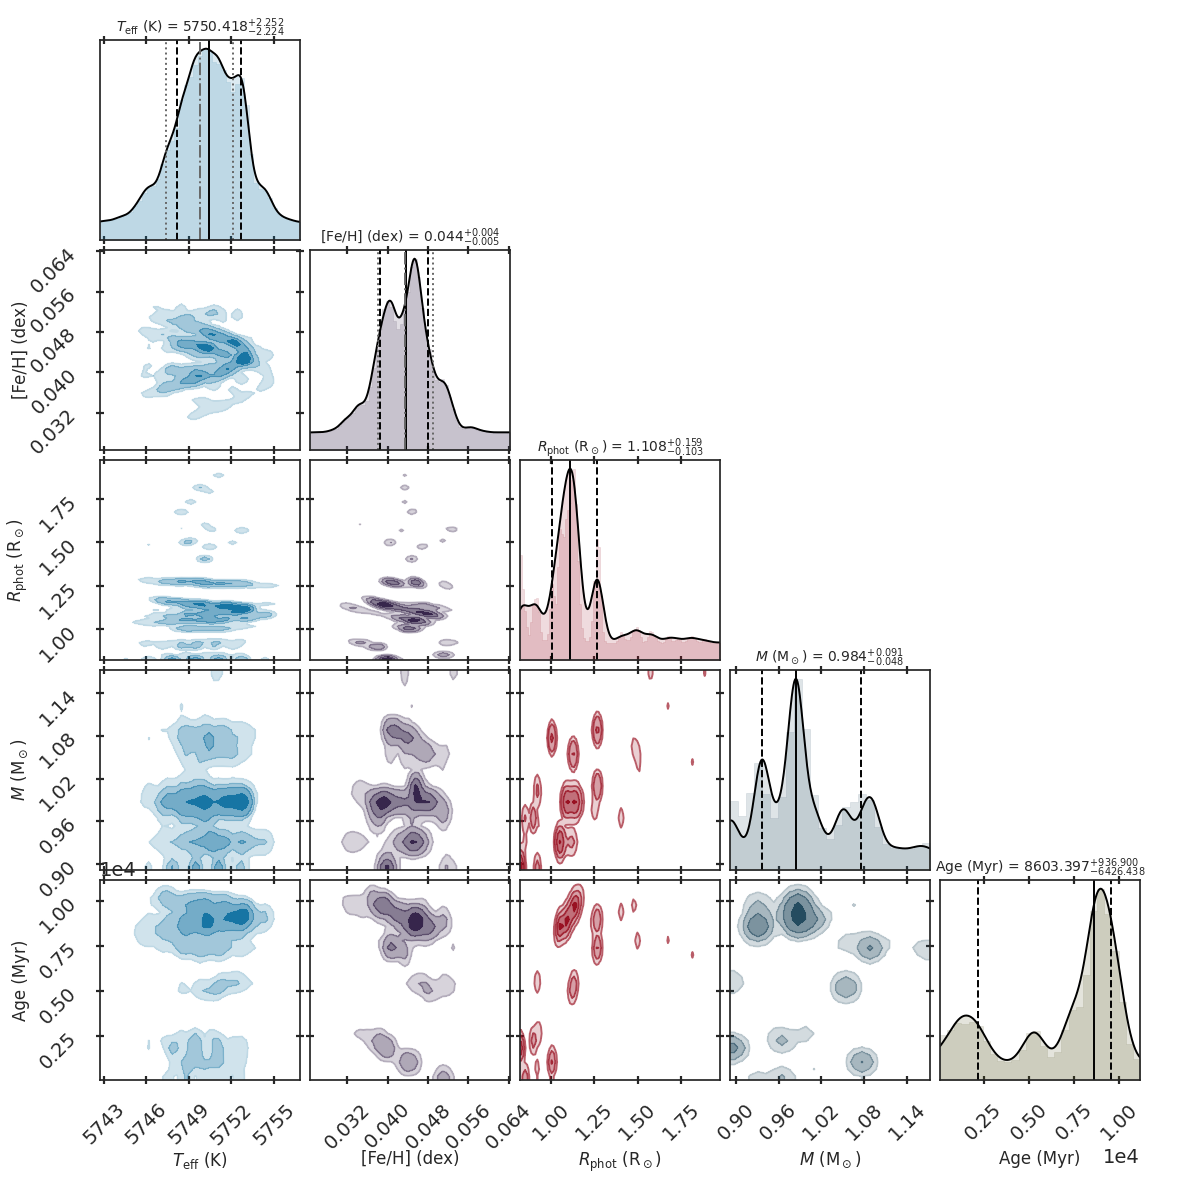 T_eff (K) = 5750.418 +2.252 −2.224
[Fe/H] (dex) = 0.044 +0.004 −0.005
0.064
0.056
0.048
0.040
0.032
[Fe/H] (dex)
R_phot (R_⊙) = 1.108 +0.159 −0.103
1.75
1.50
1.25
1.00
R_phot (R_⊙)
M (M_⊙) = 0.984 +0.091 −0.048
1.14
1.08
1.02
0.96
0.90
M (M_⊙)
1e4
Age (Myr) = 8603.397 +936.900 −6426.438
1.00
0.75
0.50
0.25
Age (Myr)
5743 5746 5749 5752 5755 0.032 0.040 0.048 0.056 0.064 1.00 1.25 1.50 1.75 0.90 0.96 1.02 1.08 1.14 0.25 0.50 0.75 1.00
T_eff (K) [Fe/H] (dex) R_phot (R_⊙) M (M_⊙) Age (Myr) 1e4